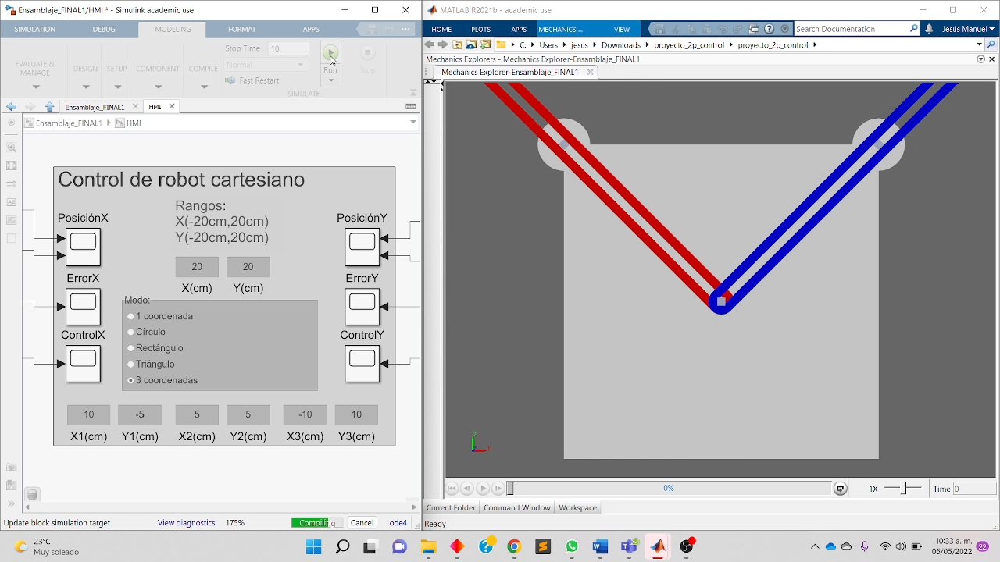 Ensamblaje_FINAL1/HMI * - Simulink academic use
SIMULATION DEBUG MODELING FORMAT APPS
EVALUATE & MANAGE
DESIGN
SETUP
COMPONENT
COMPILE
Stop Time 10
Normal
Fast Restart
Run
Stop
SIMULATE
Ensamblaje_FINAL1 HMI
Ensamblaje_FINAL1 HMI
Control de robot cartesiano
Rangos:
X(-20cm,20cm)
Y(-20cm,20cm)
PosiciónX
PosiciónY
20 20
X(cm) Y(cm)
ErrorX
ErrorY
Modo:
1 coordenada
Círculo
Rectángulo
Triángulo
3 coordenadas
ControlX
ControlY
10 -5 5 5 -10 10
X1(cm) Y1(cm) X2(cm) Y2(cm) X3(cm) Y3(cm)
Update block simulation target View diagnostics 175% Compiling Cancel ode4
MATLAB R2021b - academic use
HOME PLOTS APPS MECHANICS ... VIEW
Search Documentation
Jesús Manuel
C: Users jesus Downloads proyecto_2p_control proyecto_2p_control
Mechanics Explorers - Mechanics Explorer-Ensamblaje_FINAL1
Mechanics Explorer-Ensamblaje_FINAL1
0%
1X
Time 0
Current Folder Command Window Workspace
Ready
23°C
Muy soleado
10:33 a. m.
06/05/2022
22